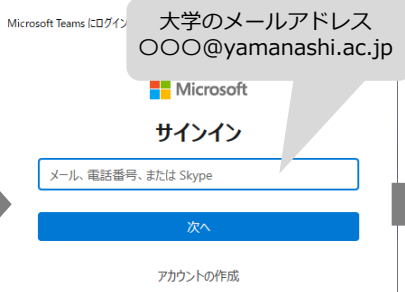 Microsoft Teams にログイン
大学のメールアドレス
〇〇〇@yamanashi.ac.jp
Microsoft
サインイン
メール、電話番号、または Skype
次へ
アカウントの作成